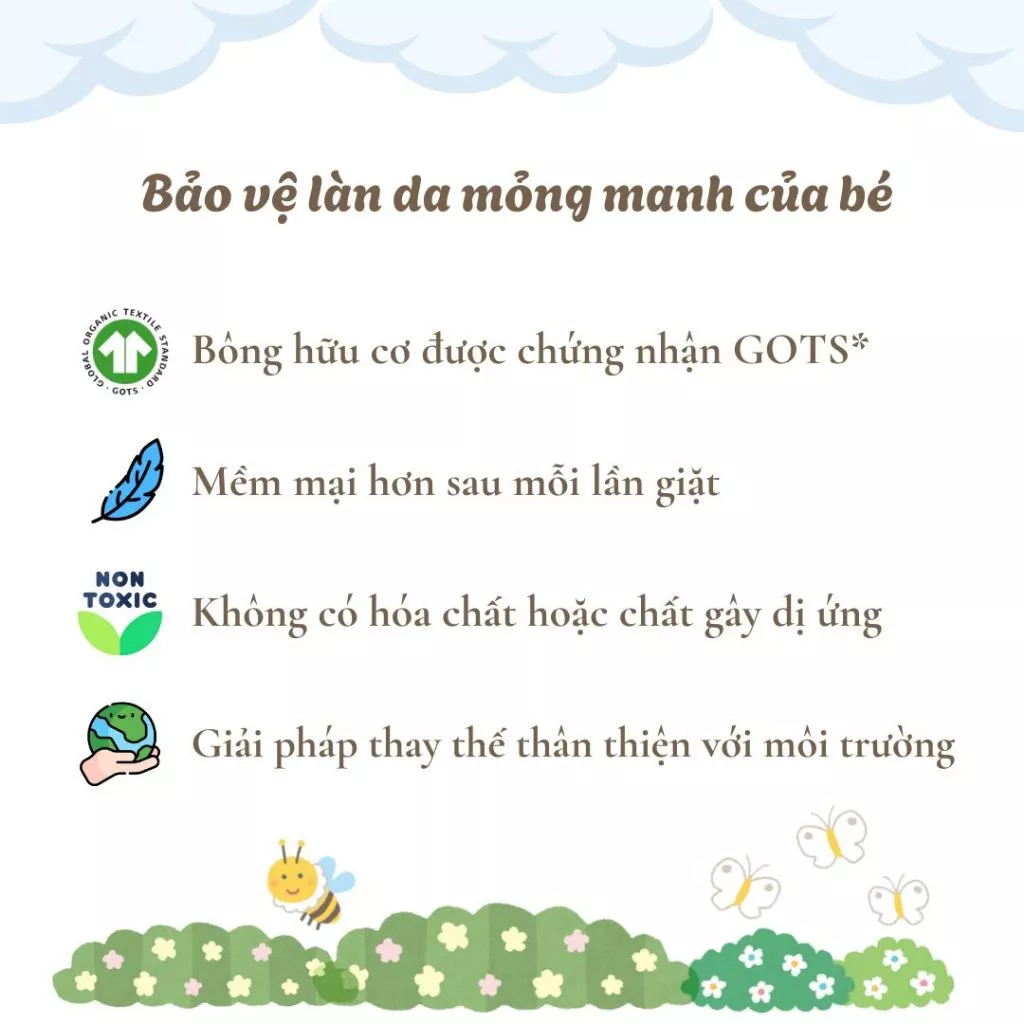 Bảo vệ làn da mỏng manh của bé
GLOBAL ORGANIC TEXTILE STANDARD · GOTS ·
Bông hữu cơ được chứng nhận GOTS*
Mềm mại hơn sau mỗi lần giặt
NON
TOXIC
Không có hóa chất hoặc chất gây dị ứng
Giải pháp thay thế thân thiện với môi trường